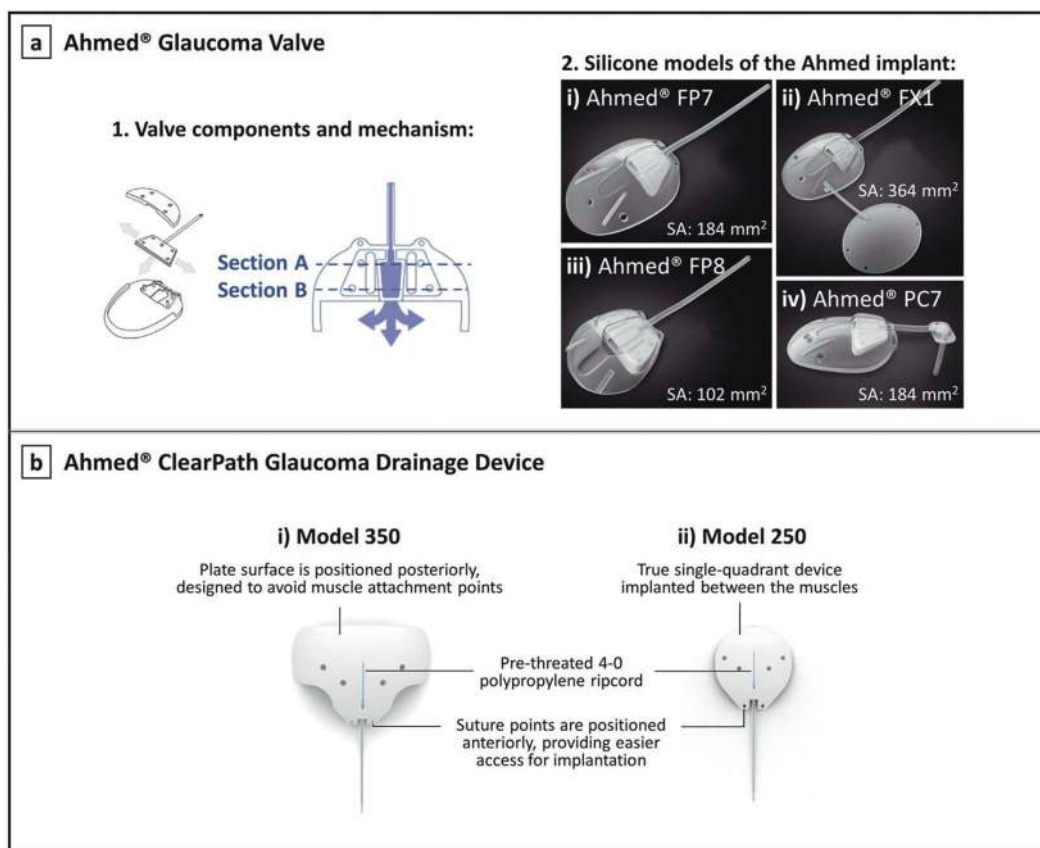 a Ahmed® Glaucoma Valve
1. Valve components and mechanism:
Section A
Section B
2. Silicone models of the Ahmed implant:
i) Ahmed® FP7
SA: 184 mm²
ii) Ahmed® FX1
SA: 364 mm²
iii) Ahmed® FP8
SA: 102 mm²
iv) Ahmed® PC7
SA: 184 mm²
b Ahmed® ClearPath Glaucoma Drainage Device
i) Model 350
Plate surface is positioned posteriorly,
designed to avoid muscle attachment points
ii) Model 250
True single-quadrant device
implanted between the muscles
Pre-threated 4-0
polypropylene ripcord
Suture points are positioned
anteriorly, providing easier
access for implantation